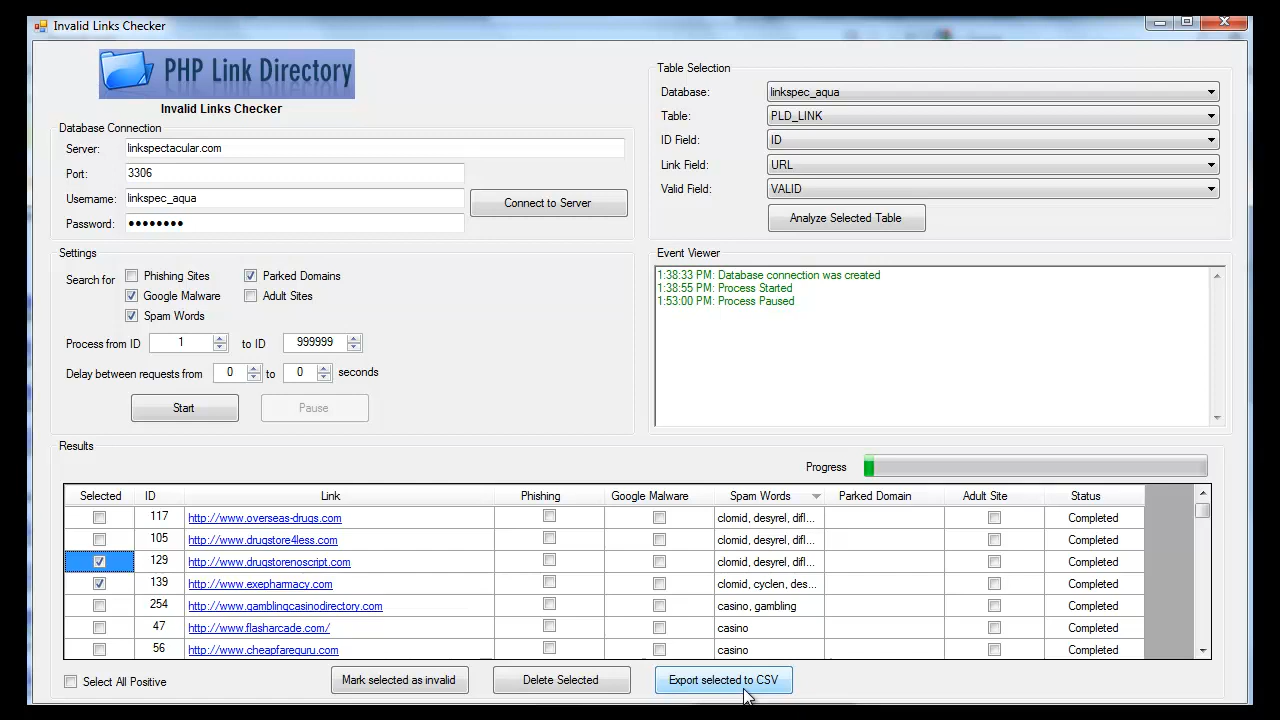 Invalid Links Checker
PHP Link Directory
Invalid Links Checker
Database Connection
Server: linkspectacular.com
Port: 3306
Username: linkspec_aqua
Connect to Server
Password: ●●●●●●●●
Table Selection
Database: linkspec_aqua
Table: PLD_LINK
ID Field: ID
Link Field: URL
Valid Field: VALID
Analyze Selected Table
Settings
Search for Phishing Sites Parked Domains
Google Malware Adult Sites
Spam Words
Process from ID 1 to ID 999999
Delay between requests from 0 to 0 seconds
Start Pause
Event Viewer
1:38:33 PM: Database connection was created
1:38:55 PM: Process Started
1:53:00 PM: Process Paused
Results
Progress
Selected ID Link Phishing Google Malware Spam Words Parked Domain Adult Site Status
117 http://www.overseas-drugs.com clomid, desyrel, difl... Completed
105 http://www.drugstore4less.com clomid, desyrel, difl... Completed
129 http://www.drugstorenoscript.com clomid, desyrel, difl... Completed
139 http://www.exepharmacy.com clomid, cyclen, des... Completed
254 http://www.gamblingcasinodirectory.com casino, gambling Completed
47 http://www.flasharcade.com/ casino Completed
56 http://www.cheapfareguru.com casino Completed
Select All Positive Mark selected as invalid Delete Selected Export selected to CSV